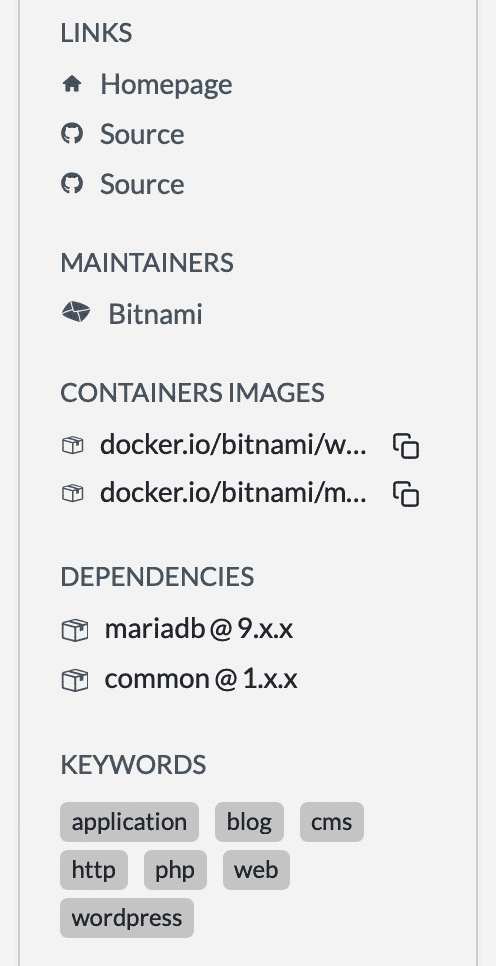 LINKS
Homepage
Source
Source
MAINTAINERS
Bitnami
CONTAINERS IMAGES
docker.io/bitnami/w...
docker.io/bitnami/m...
DEPENDENCIES
mariadb@9.x.x
common@1.x.x
KEYWORDS
application blog cms
http php web
wordpress